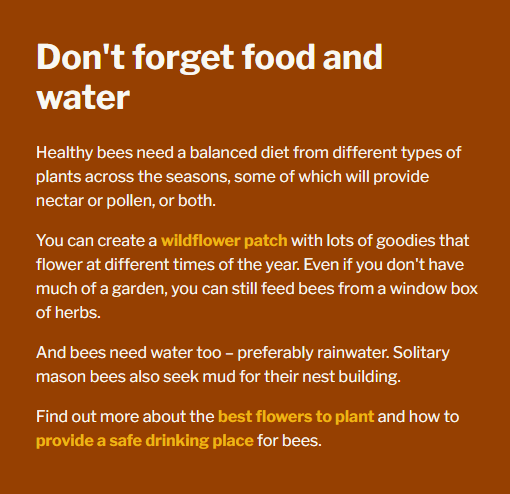 Don't forget food and
water
Healthy bees need a balanced diet from different types of
plants across the seasons, some of which will provide
nectar or pollen, or both.
You can create a wildflower patch with lots of goodies that
flower at different times of the year. Even if you don't have
much of a garden, you can still feed bees from a window box
of herbs.
And bees need water too – preferably rainwater. Solitary
mason bees also seek mud for their nest building.
Find out more about the best flowers to plant and how to
provide a safe drinking place for bees.